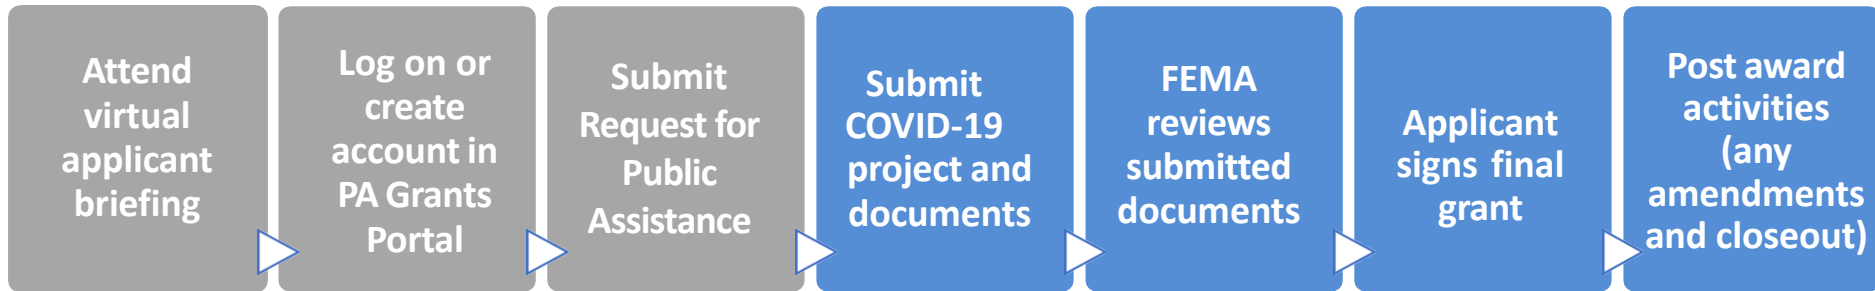 Attend
virtual
applicant
briefing
Log on or
create
account in
PA Grants
Portal
Submit
Request for
Public
Assistance
Submit
COVID-19
project and
documents
FEMA
reviews
submitted
documents
Applicant
signs final
grant
Post award
activities
(any
amendments
and closeout)